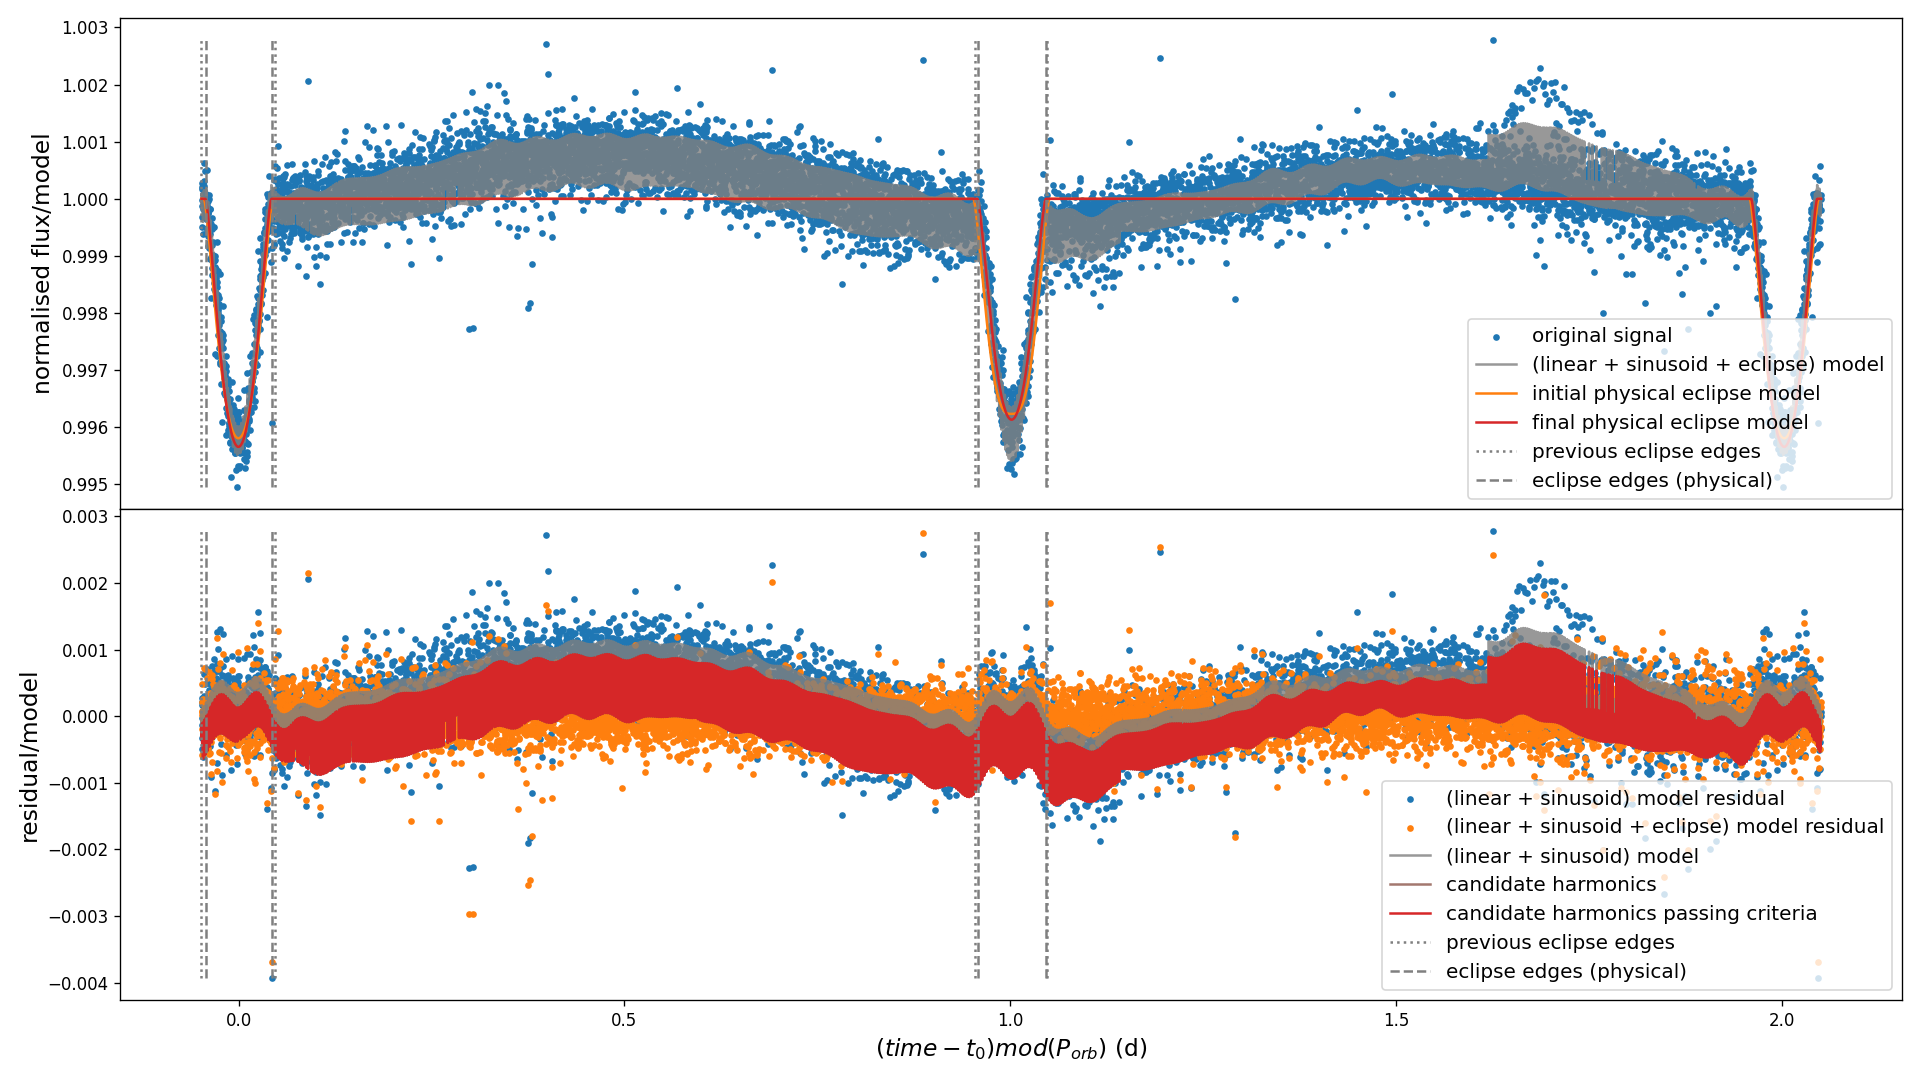 1.003
1.002
1.001
1.000
0.999
0.998
0.997
0.996
0.995
normalised flux/model
original signal
(linear + sinusoid + eclipse) model
initial physical eclipse model
final physical eclipse model
previous eclipse edges
eclipse edges (physical)
0.003
0.002
0.001
0.000
−0.001
−0.002
−0.003
−0.004
residual/model
(linear + sinusoid) model residual
(linear + sinusoid + eclipse) model residual
(linear + sinusoid) model
candidate harmonics
candidate harmonics passing criteria
previous eclipse edges
eclipse edges (physical)
0.0 0.5 1.0 1.5 2.0
(time − t₀)mod(Pₒᵣb) (d)